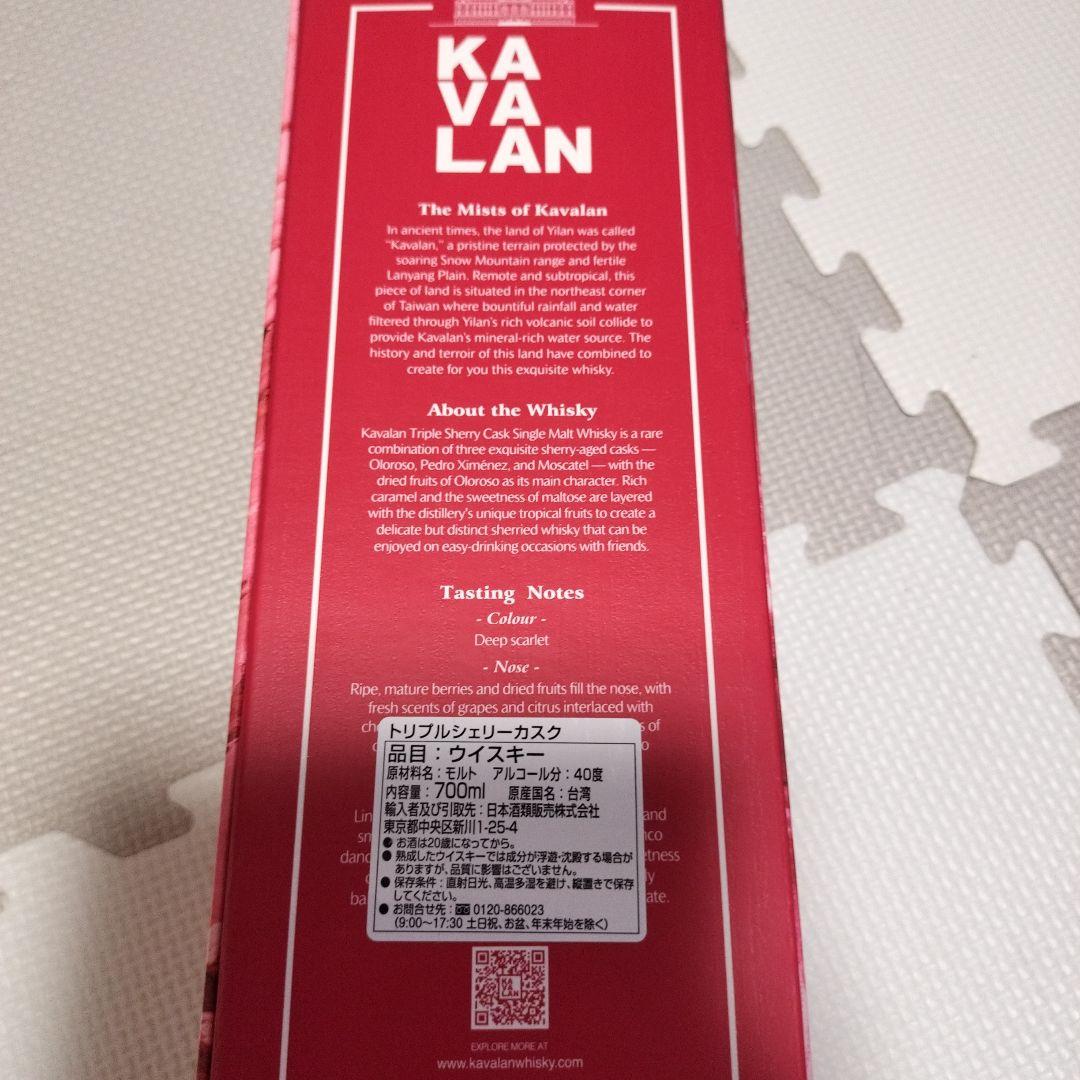 KA
VA
LAN
The Mists of Kavalan
In ancient times, the land of Yilan was called
"Kavalan," a pristine terrain protected by the
soaring Snow Mountain range and fertile
Lanyang Plain. Remote and subtropical, this
piece of land is situated in the northeast corner
of Taiwan where bountiful rainfall and water
filtered through Yilan's rich volcanic soil collide to
provide Kavalan's mineral-rich water source. The
history and terroir of this land have combined to
create for you this exquisite whisky.
About the Whisky
Kavalan Triple Sherry Cask Single Malt Whisky is a rare
combination of three exquisite sherry-aged casks —
Oloroso, Pedro Ximénez, and Moscatel — with the
dried fruits of Oloroso as its main character. Rich
caramel and the sweetness of maltose are layered
with the distillery's unique tropical fruits to create a
delicate but distinct sherried whisky that can be
enjoyed on easy-drinking occasions with friends.
Tasting Notes
- Colour -
Deep scarlet
- Nose -
Ripe, mature berries and dried fruits fill the nose, with
fresh scents of grapes and citrus interlaced with
of
トリプルシェリーカスク
品目：ウイスキー
原材料名：モルト アルコール分：40度
内容量：700ml 原産国名：台湾
輸入者及び引取先：日本酒類販売株式会社
東京都中央区新川1-25-4
● お酒は20歳になってから。
● 熟成したウイスキーでは成分が浮遊・沈殿する場合が
ありますが、品質に影響はございません。
● 保存条件：直射日光、高温多湿を避け、縦置きで保存
してください。
● お問合せ先： 0120-866023
(9:00〜17:30 土日祝、お盆、年末年始を除く)
and
KA
VA
LAN
EXPLORE MORE AT
www.kavalanwhisky.com